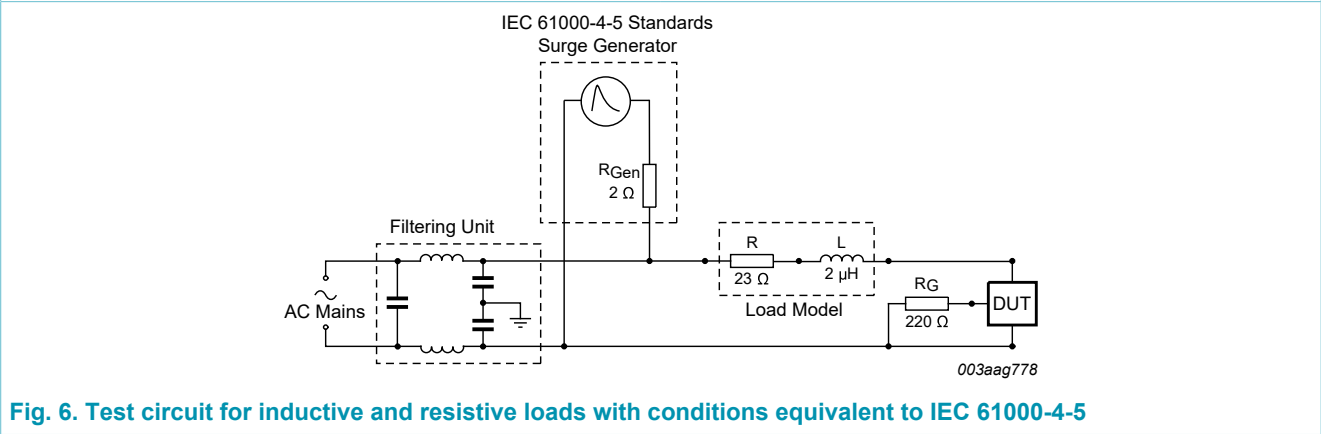 IEC 61000-4-5 Standards
Surge Generator
RGen
2 Ω
Filtering Unit
R
L
23 Ω
2 μH
RG
DUT
AC Mains
Load Model
220 Ω
003aag778
Fig. 6. Test circuit for inductive and resistive loads with conditions equivalent to IEC 61000-4-5